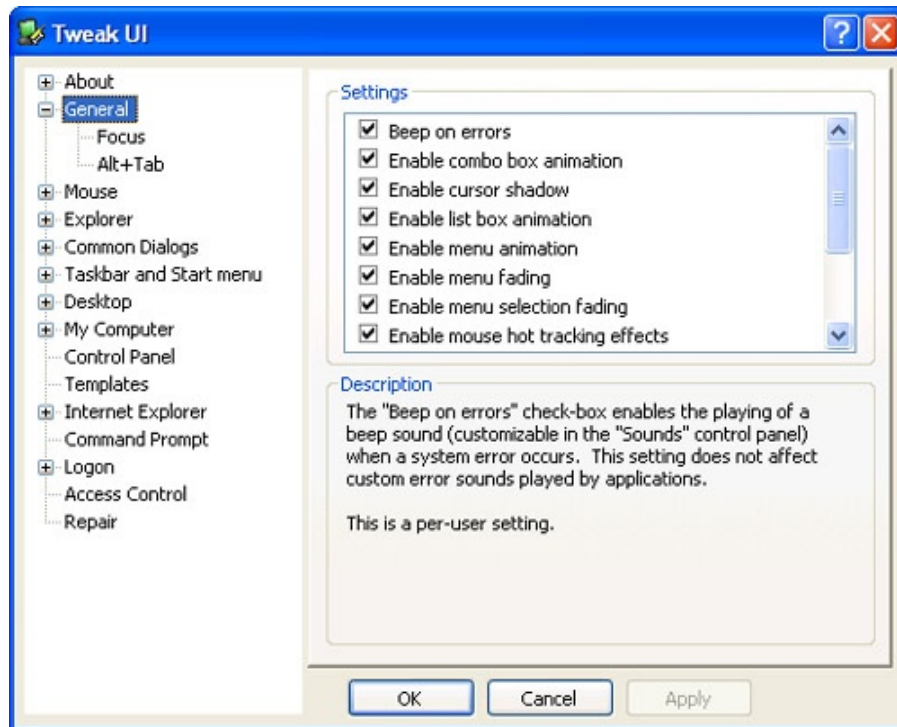 Tweak UI
About
General
Focus
Alt+Tab
Mouse
Explorer
Common Dialogs
Taskbar and Start menu
Desktop
My Computer
Control Panel
Templates
Internet Explorer
Command Prompt
Logon
Access Control
Repair
Settings
Beep on errors
Enable combo box animation
Enable cursor shadow
Enable list box animation
Enable menu animation
Enable menu fading
Enable menu selection fading
Enable mouse hot tracking effects
Description
The "Beep on errors" check-box enables the playing of a
beep sound (customizable in the "Sounds" control panel)
when a system error occurs.  This setting does not affect
custom error sounds played by applications.
This is a per-user setting.
OK
Cancel
Apply